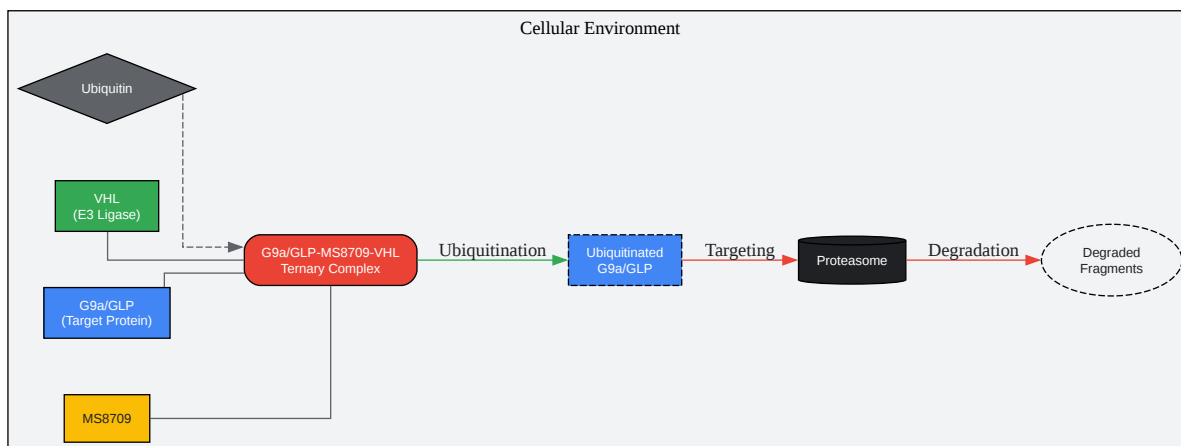 Cellular Environment
Ubiquitin
VHL
(E3 Ligase)
G9a/GLP
(Target Protein)
MS8709
G9a/GLP-MS8709-VHL
Ternary Complex
Ubiquitination
Ubiquitinated
G9a/GLP
Targeting
Proteasome
Degradation
Degraded
Fragments